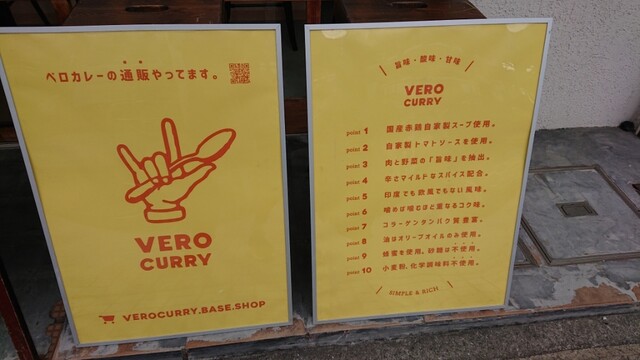 ベロカレーの通販やってます。
VERO
CURRY
VEROCURRY.BASE.SHOP
旨味・酸味・甘味
VERO
CURRY
point 1 国産赤鶏自家製スープ使用。
point 2 自家製トマトソースを使用。
point 3 肉と野菜の「旨味」を抽出。
point 4 辛さマイルドなスパイス配合。
point 5 印度でも欧風でもない風味。
point 6 噛めば噛むほど重なるコク味。
point 7 コラーゲンタンパク質豊富。
point 8 油はオリーブオイルのみ使用。
point 9 蜂蜜を使用、砂糖は不使用。
point 10 小麦粉、化学調味料不使用。
SIMPLE & RICH